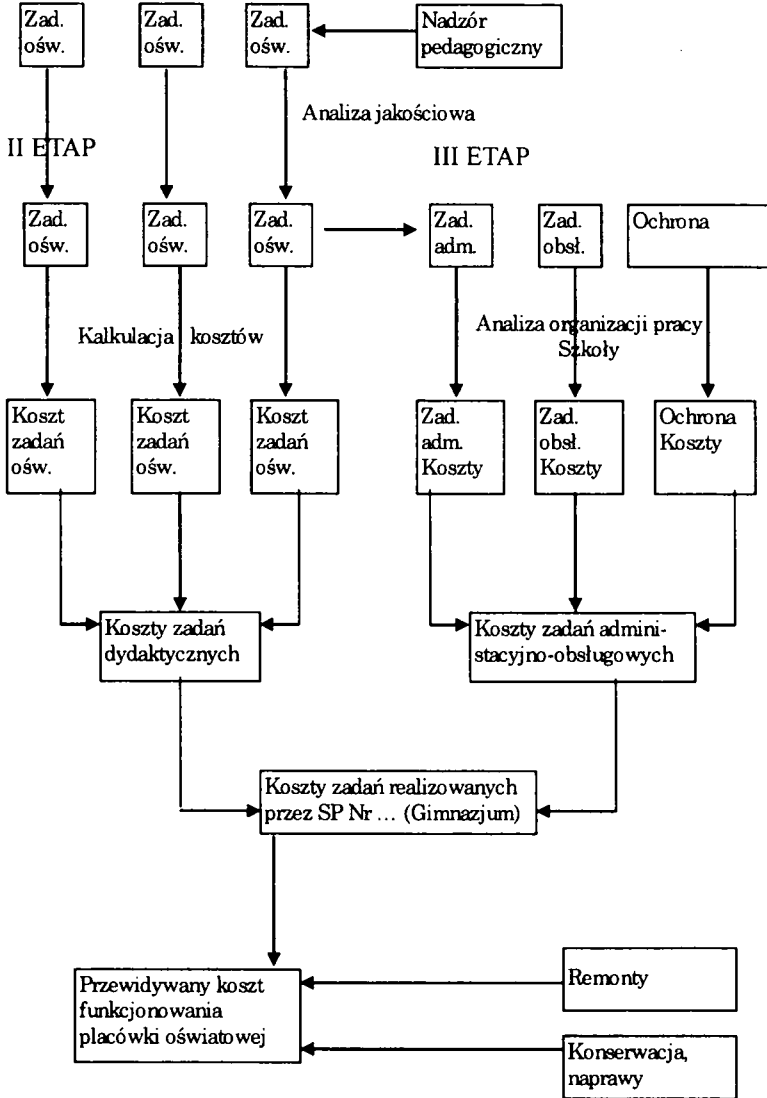 Zad.
ośw.
Zad.
ośw.
Zad.
ośw.
Nadzór
pedagogiczny
Analiza jakościowa
II ETAP
III ETAP
Zad.
ośw.
Zad.
ośw.
Zad.
ośw.
Zad.
adm.
Zad.
obsł.
Ochrona
Kalkulacja kosztów
Analiza organizacji pracy
Szkoły
Koszt
zadań
ośw.
Koszt
zadań
ośw.
Koszt
zadań
ośw.
Zad.
adm.
Koszty
Zad.
obsł.
Koszty
Ochrona
Koszty
Koszty zadań
dydaktycznych
Koszty zadań admini-
stacyjno-obsługowych
Koszty zadań realizowanych
przez SP Nr ... (Gimnazjum)
Przewidywany koszt
funkcjonowania
placówki oświatowej
Remonty
Konserwacja,
naprawy